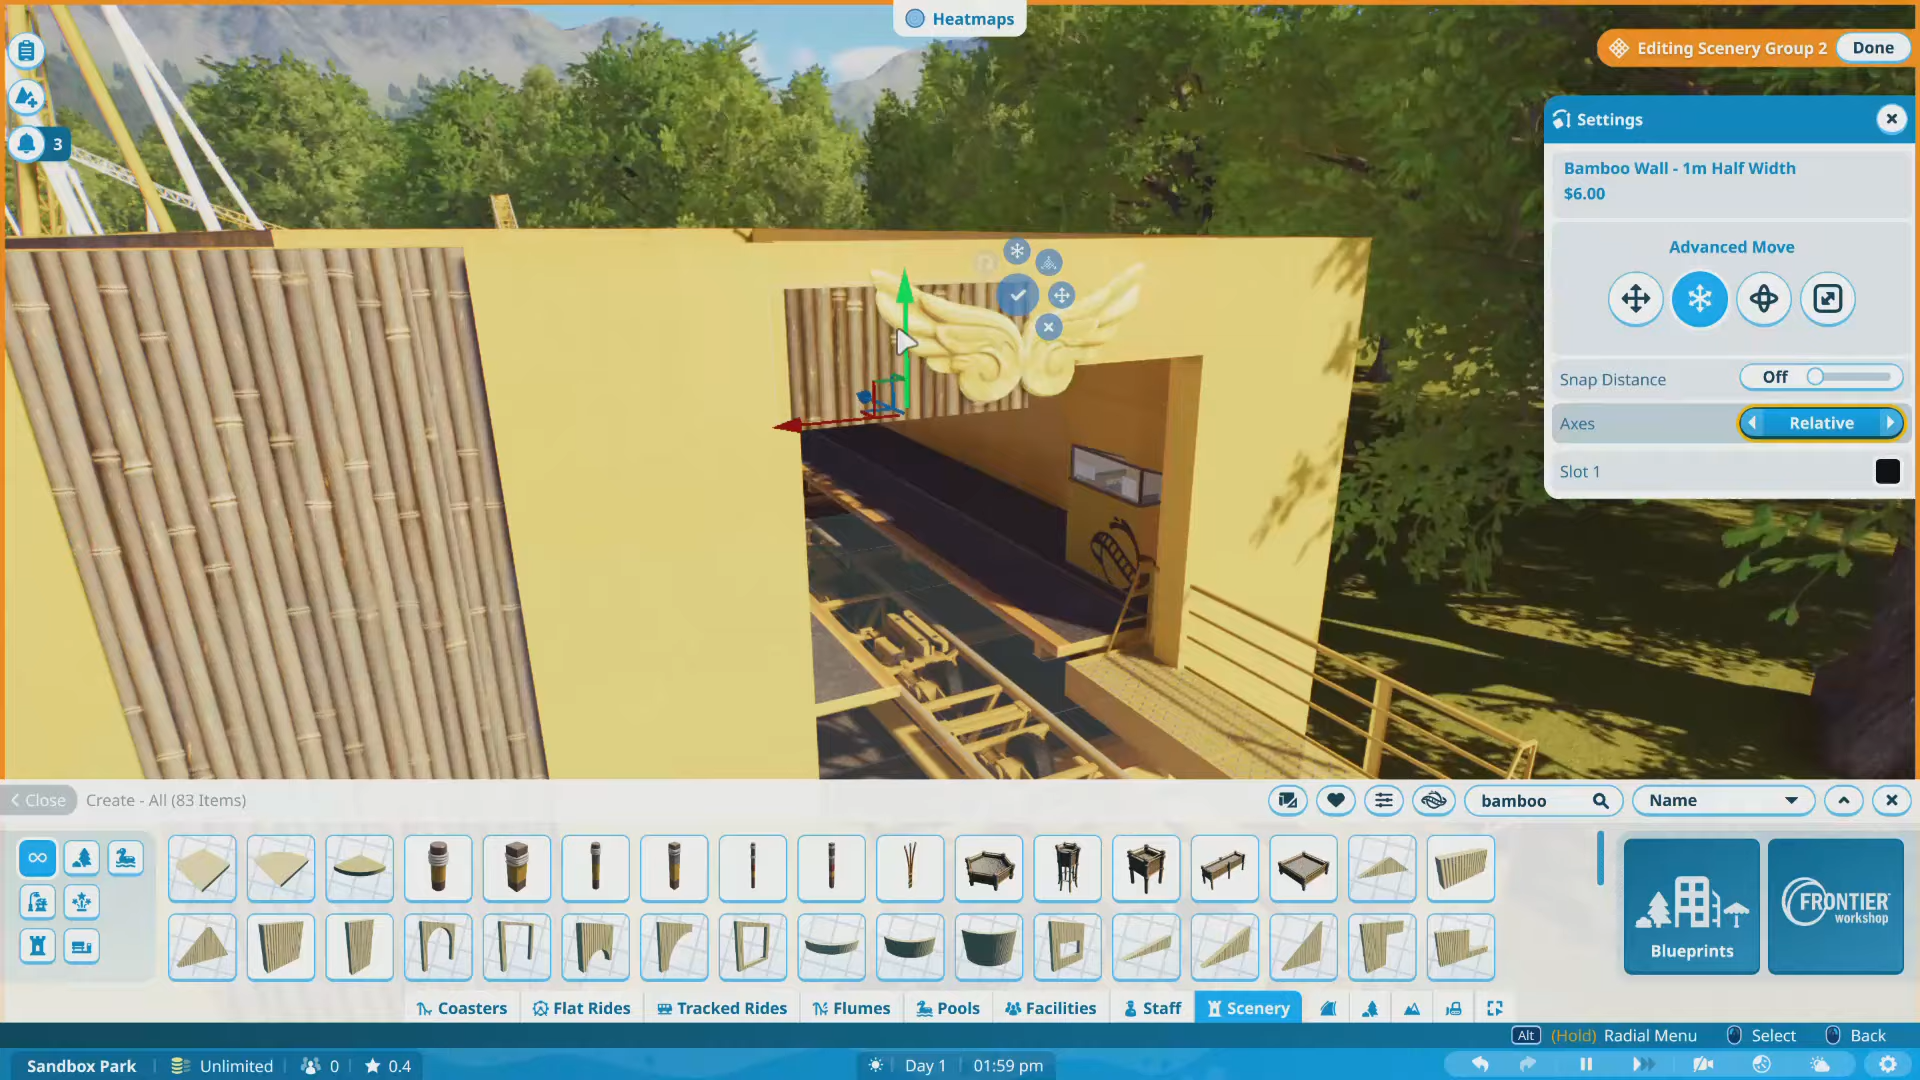 Heatmaps
Editing Scenery Group 2
Done
3
Settings
Bamboo Wall - 1m Half Width
$6.00
Advanced Move
Snap Distance
Off
Axes
Relative
Slot 1
Close
Create - All (83 Items)
bamboo
Name
Blueprints
FRONTIER
workshop
Coasters
Flat Rides
Tracked Rides
Flumes
Pools
Facilities
Staff
Scenery
Alt (Hold) Radial Menu
Select
Back
Sandbox Park
Unlimited
0
0.4
Day 1
01:59 pm